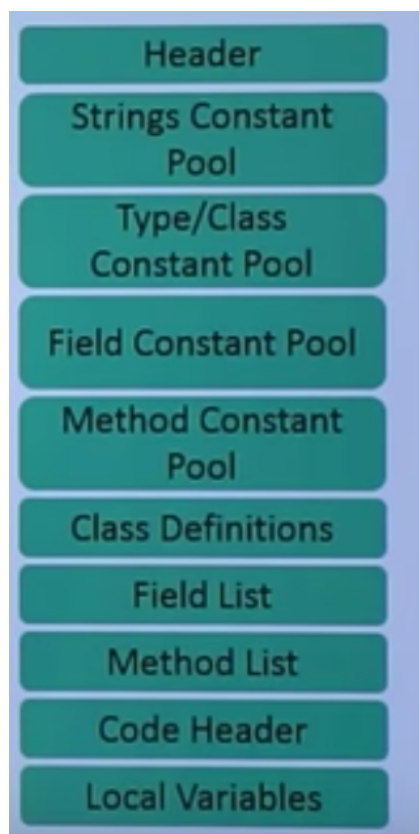 Header
Strings Constant
Pool
Type/Class
Constant Pool
Field Constant Pool
Method Constant
Pool
Class Definitions
Field List
Method List
Code Header
Local Variables